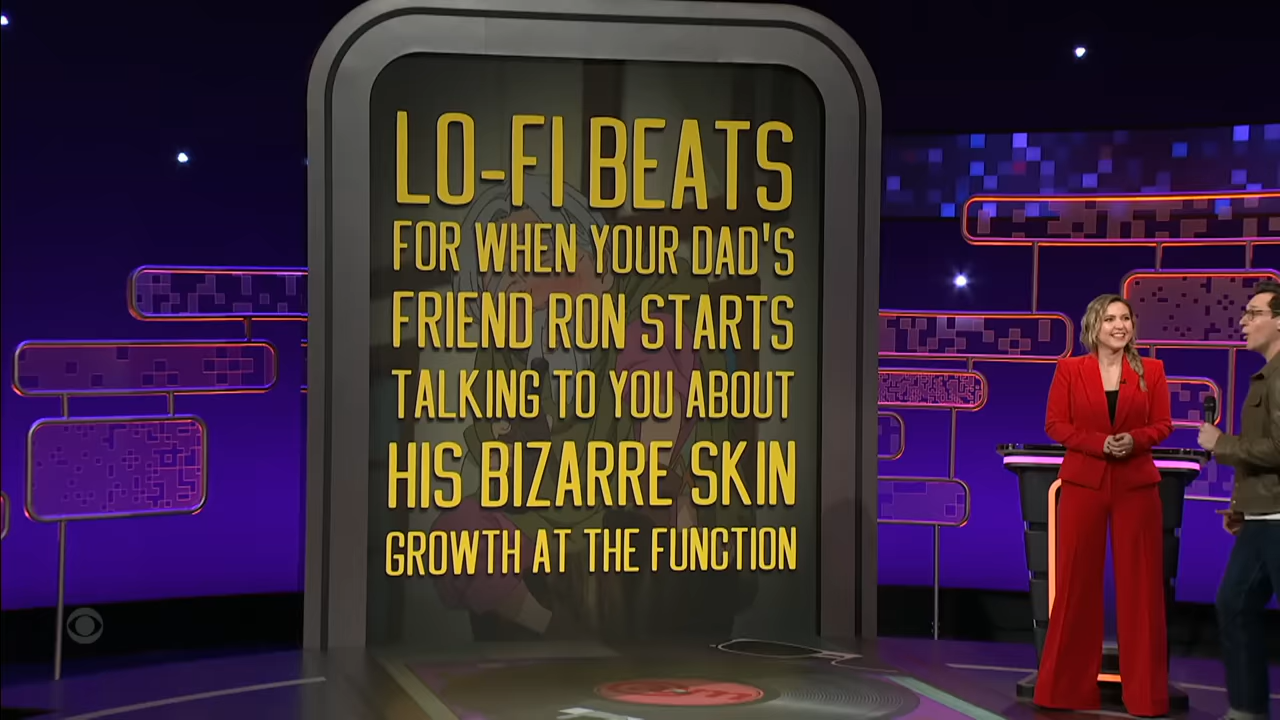 LO-FI BEATS
FOR WHEN YOUR DAD'S
FRIEND RON STARTS
TALKING TO YOU ABOUT
HIS BIZARRE SKIN
GROWTH AT THE FUNCTION